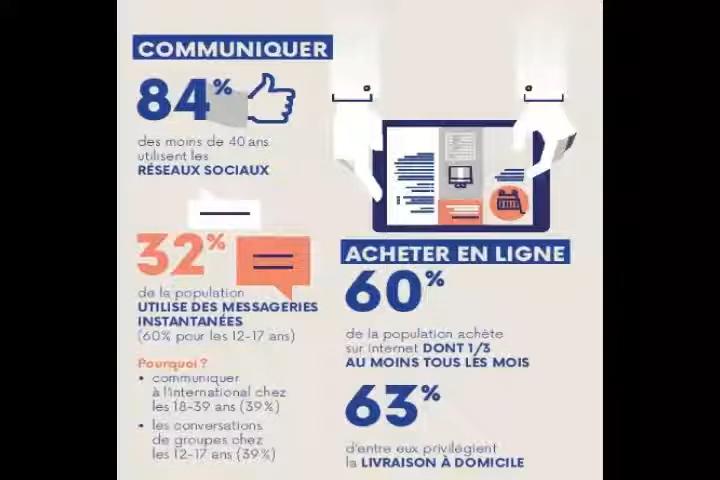 COMMUNIQUER
84%
des moins de 40 ans
utilisent les
RÉSEAUX SOCIAUX
32%
de la population
UTILISE DES MESSAGERIES
INSTANTANÉES
(60% pour les 12-17 ans)
Pourquoi ?
• communiquer
à l'international chez
les 18-39 ans (39%)
• les conversations
de groupes chez
les 12-17 ans (39%)
ACHETER EN LIGNE
60%
de la population achète
sur internet DONT 1/3
AU MOINS TOUS LES MOIS
63%
d'entre eux privilégient
la LIVRAISON À DOMICILE